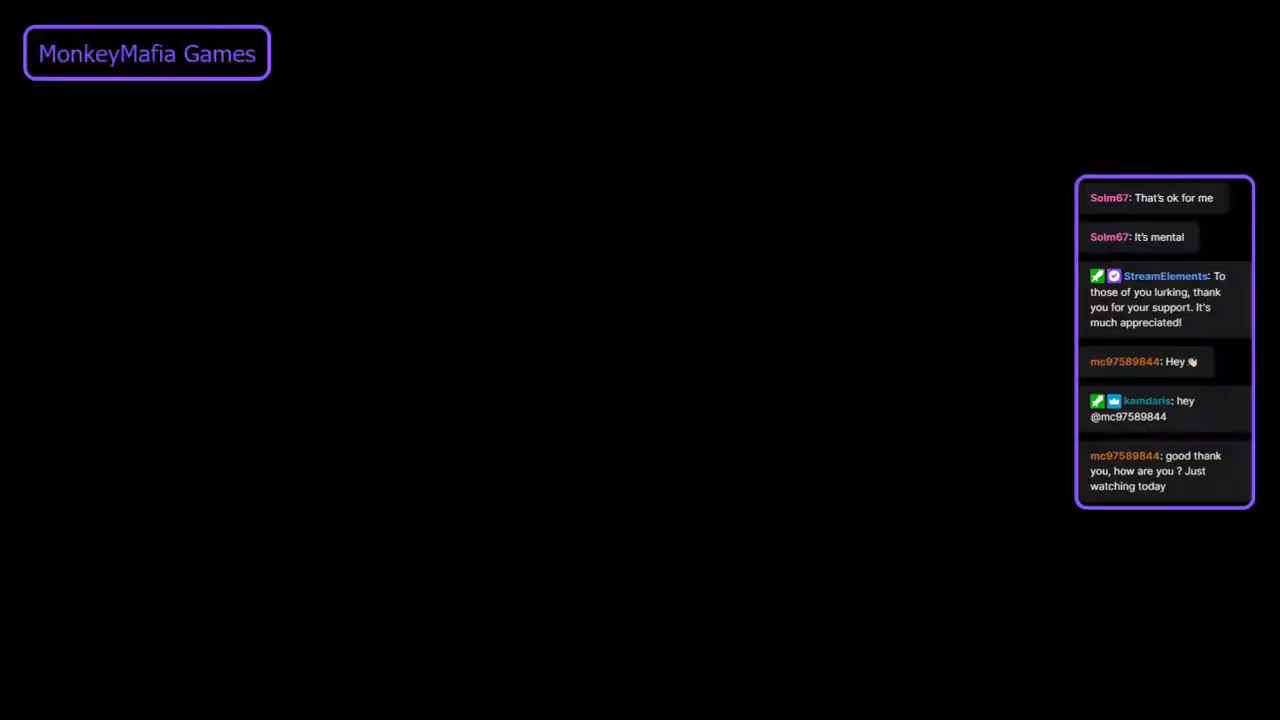 MonkeyMafia Games
Solm67: That's ok for me
Solm67: It's mental
StreamElements: To
those of you lurking, thank
you for your support. It's
much appreciated!
mc97589844: Hey 👋🏻
kamdaris: hey
@mc97589844
mc97589844: good thank
you, how are you ? Just
watching today